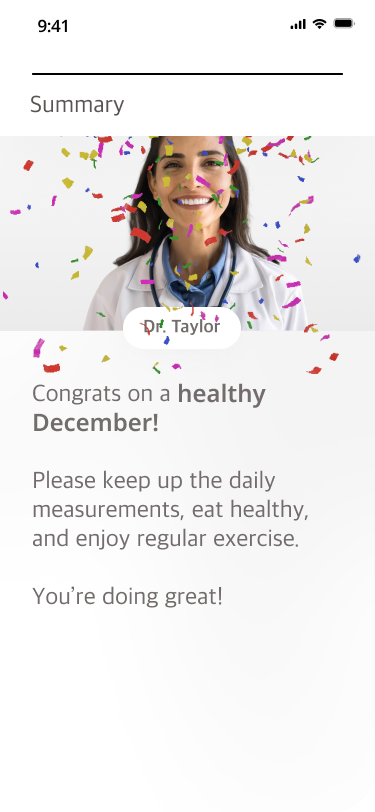 9:41
Summary
Dr. Taylor
Congrats on a healthy
December!
Please keep up the daily
measurements, eat healthy,
and enjoy regular exercise.
You’re doing great!